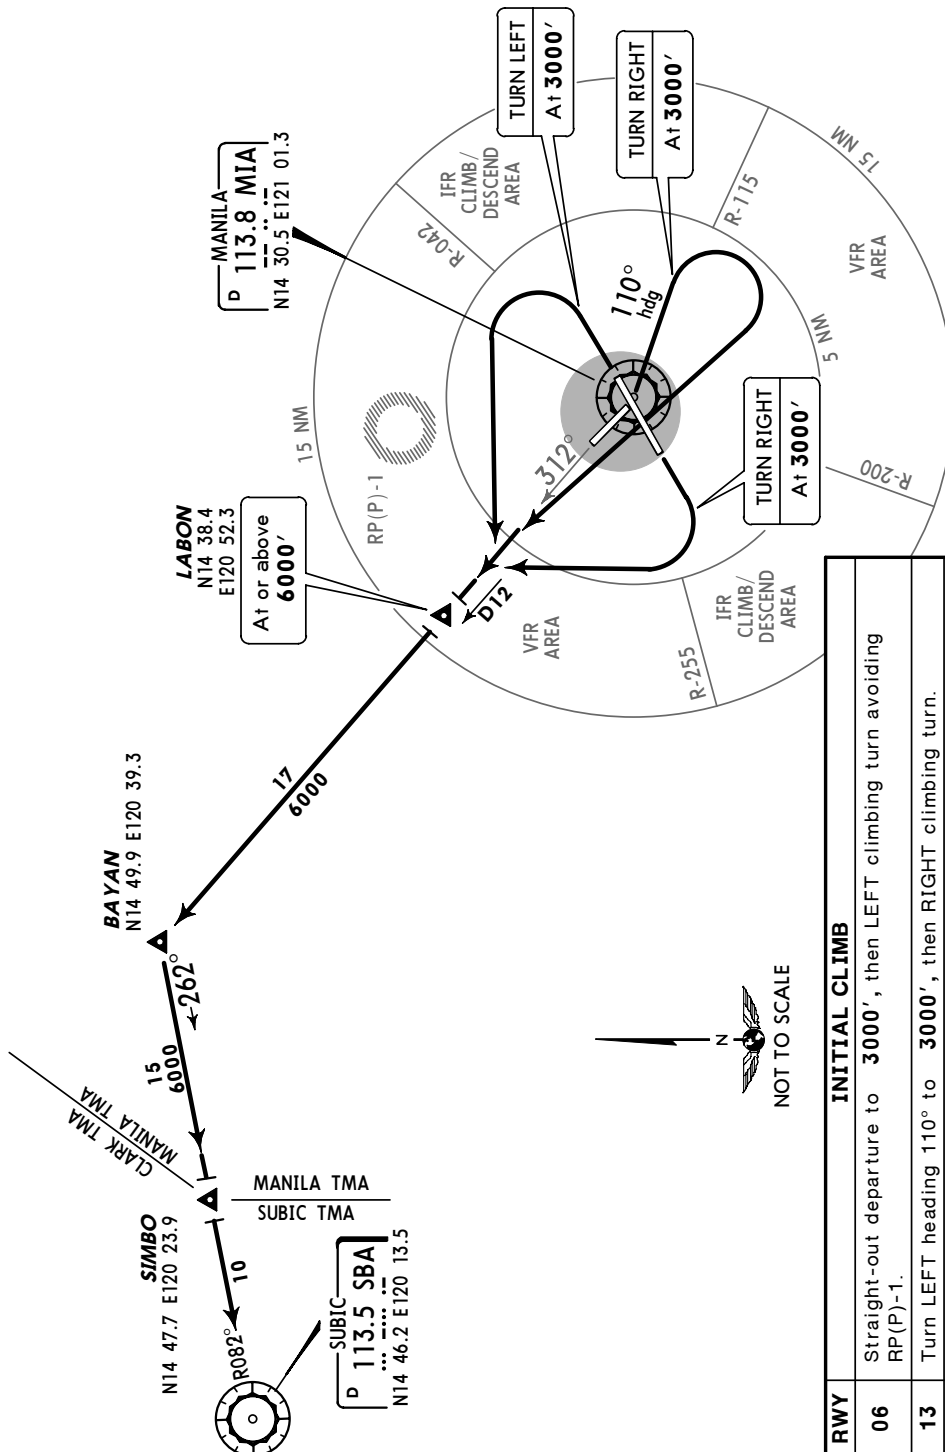 MANILA
D 113.8 MIA
N14 30.5 E121 01.3
TURN LEFT
At 3000'
TURN RIGHT
At 3000'
IFR
CLIMB/
DESCEND
AREA
R-042
R-115
15 NM
VFR
AREA
110°
hdg
5 NM
15 NM
RP(P)-1
312°
TURN RIGHT
At 3000'
R-200
LABON
N14 38.4
E120 52.3
At or above
6000'
D12
VFR
AREA
R-255
IFR
CLIMB/
DESCEND
AREA
17
6000
BAYAN
N14 49.9 E120 39.3
262°
15
6000
CLARK TMA
MANILA TMA
SIMBO
N14 47.7 E120 23.9
MANILA TMA
SUBIC TMA
10
R082°
SUBIC
D 113.5 SBA
N14 46.2 E120 13.5
N
NOT TO SCALE
RWY INITIAL CLIMB
06 Straight-out departure to 3000', then LEFT climbing turn avoiding
RP(P)-1.
13 Turn LEFT heading 110° to 3000', then RIGHT climbing turn.